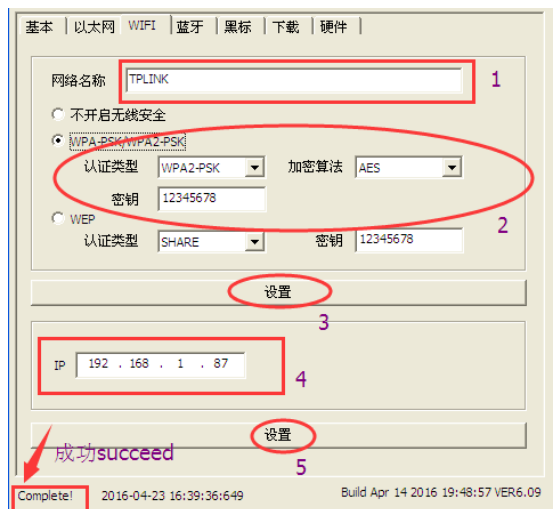 基本 以太网 WIFI 蓝牙 黑标 下载 硬件
网络名称 TPLINK 1
不开启无线安全
WPA-PSK/WPA2-PSK
认证类型 WPA2-PSK 加密算法 AES
密钥 12345678
WEP 2
认证类型 SHARE 密钥 12345678
设置
3
IP 192 . 168 . 1 . 87
4
设置
成功succeed
5
Complete! 2016-04-23 16:39:36:649 Build Apr 14 2016 19:48:57 VER6.09